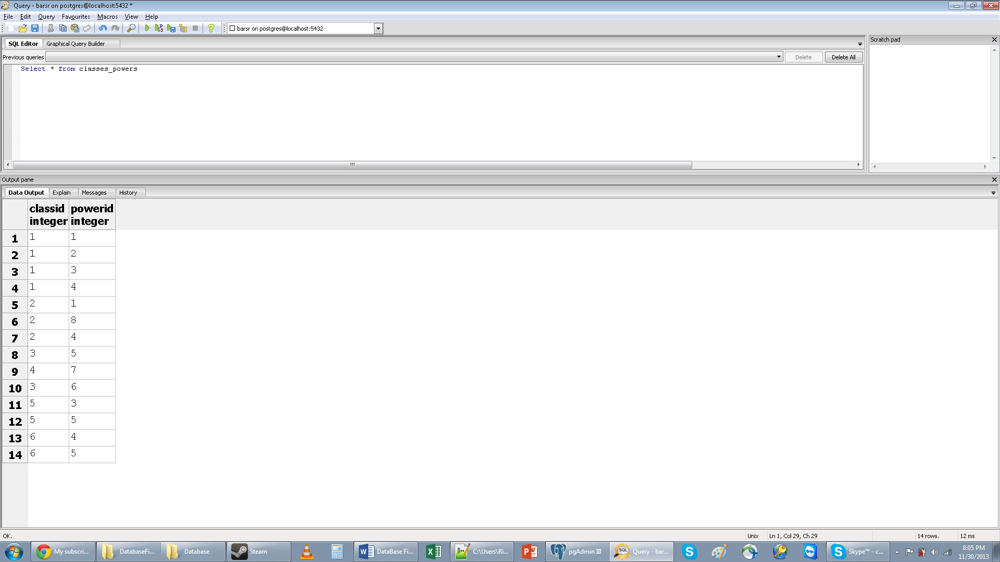 Query - barsr on postgres@localhost:5432 *
File Edit Query Favourites Macros View Help
barsr on postgres@localhost:5432
SQL Editor Graphical Query Builder
Scratch pad
Previous queries Delete Delete All
Select * from classes_powers
Output pane
Data Output Explain Messages History
classid integer powerid integer
1 1 1
2 1 2
3 1 3
4 1 4
5 2 1
6 2 8
7 2 4
8 3 5
9 4 7
10 3 6
11 5 3
12 5 5
13 6 4
14 6 5
OK. Unix Ln 1, Col 29, Ch 29 14 rows. 12 ms
My subscri... DatabaseFi... Database Steam DataBase Fi... C:\Users\Ri... pgAdmin III Query - bar... Skype™ - c... 8:05 PM
11/30/2013